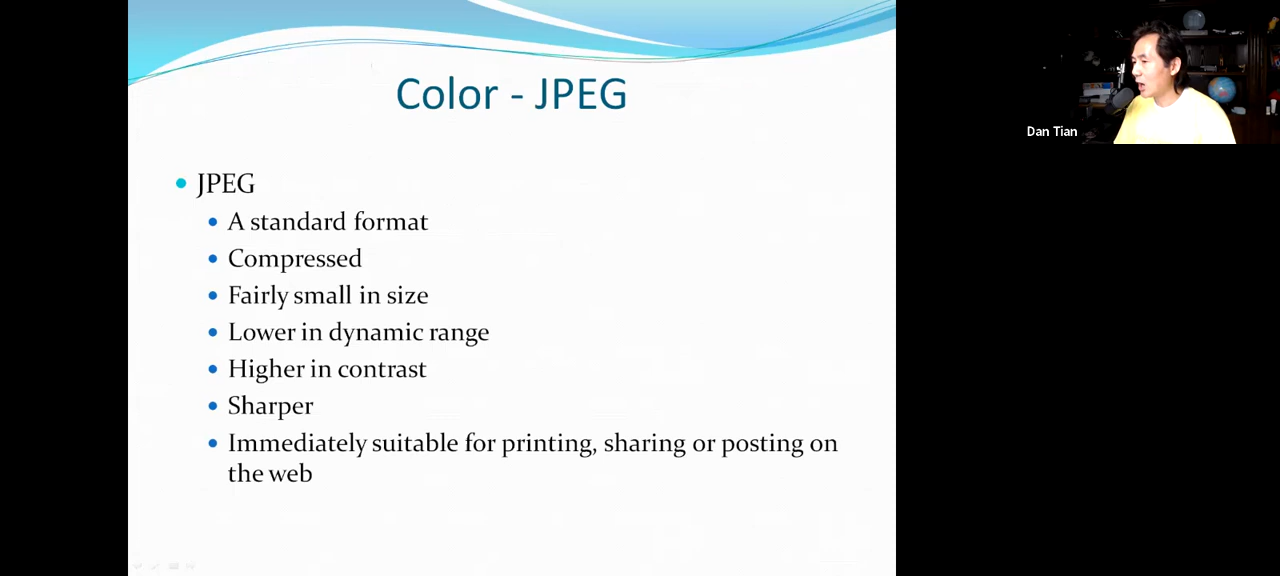 Color - JPEG
Dan Tian
JPEG
A standard format
Compressed
Fairly small in size
Lower in dynamic range
Higher in contrast
Sharper
Immediately suitable for printing, sharing or posting on
the web